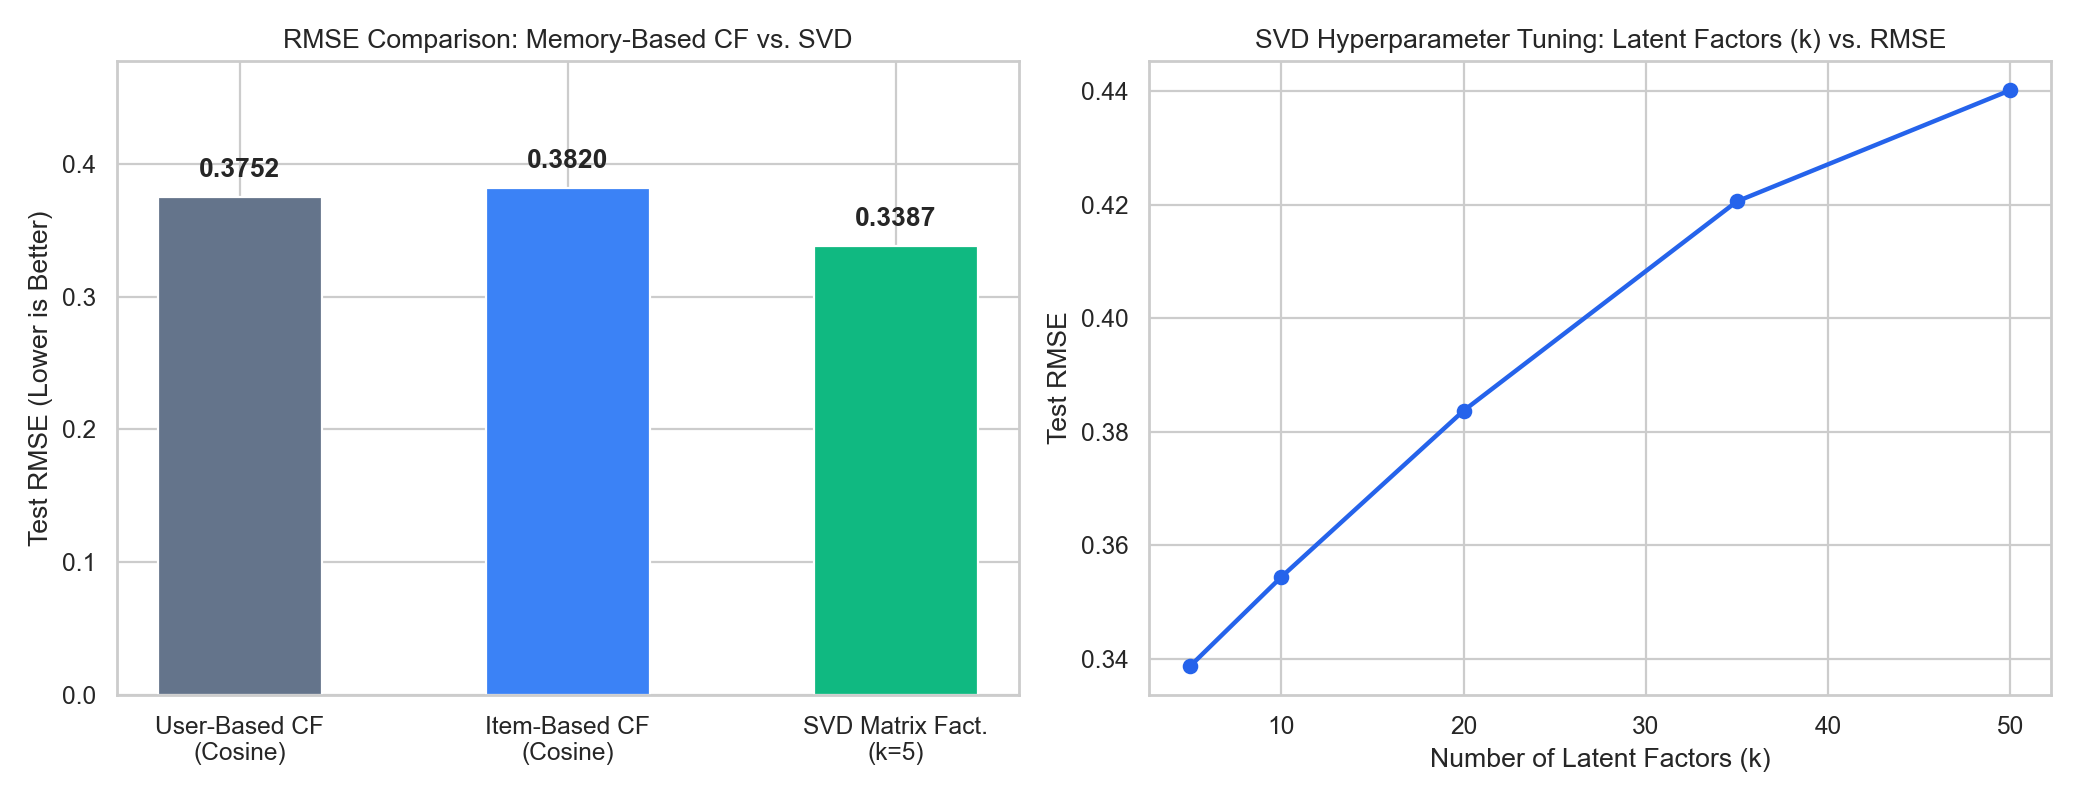 RMSE Comparison: Memory-Based CF vs. SVD
Test RMSE (Lower is Better)
0.4
0.3
0.2
0.1
0.0
0.3752
0.3820
0.3387
User-Based CF
(Cosine)
Item-Based CF
(Cosine)
SVD Matrix Fact.
(k=5)
SVD Hyperparameter Tuning: Latent Factors (k) vs. RMSE
Test RMSE
0.44
0.42
0.40
0.38
0.36
0.34
10
20
30
40
50
Number of Latent Factors (k)